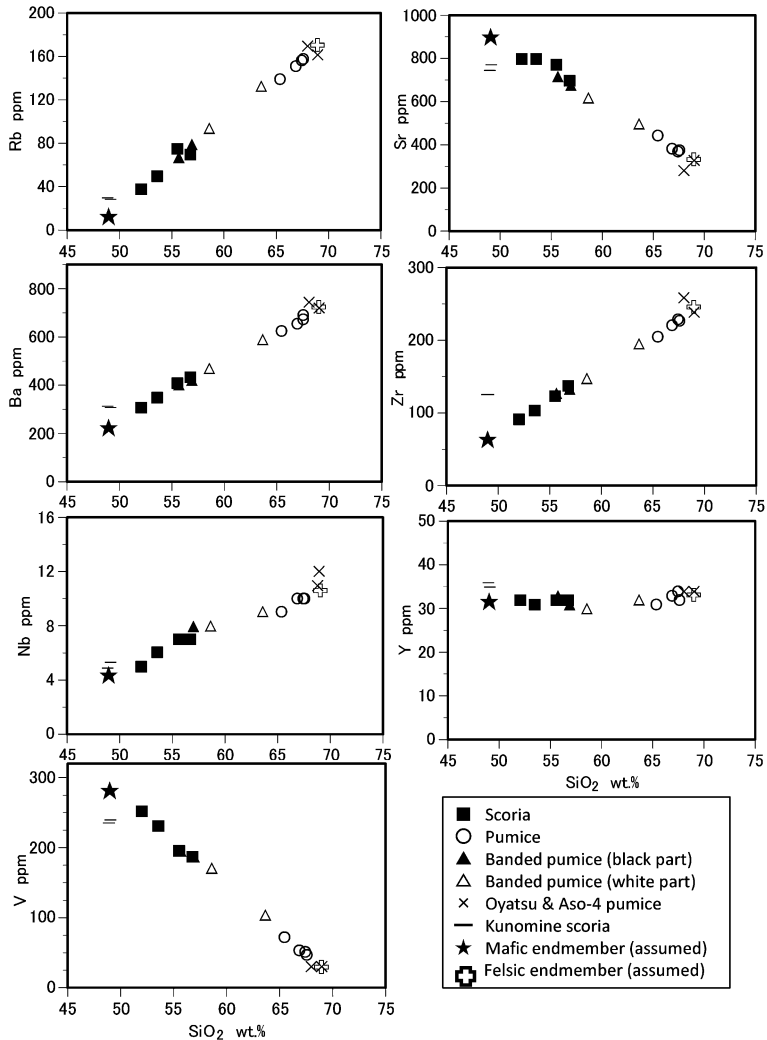 160
120
80
40
0
Rb ppm
45 50 55 60 65 70 75
1000
800
600
400
200
0
Sr ppm
45 50 55 60 65 70 75
800
600
400
200
0
Ba ppm
45 50 55 60 65 70 75
300
200
100
0
Zr ppm
45 50 55 60 65 70 75
16
12
8
4
0
Nb ppm
45 50 55 60 65 70 75
50
40
30
20
10
0
Y ppm
45 50 55 60 65 70 75
SiO2 wt.%
300
200
100
0
V ppm
45 50 55 60 65 70 75
SiO2 wt.%
Scoria
Pumice
Banded pumice (black part)
Banded pumice (white part)
Oyatsu & Aso-4 pumice
Kunomine scoria
Mafic endmember (assumed)
Felsic endmember (assumed)